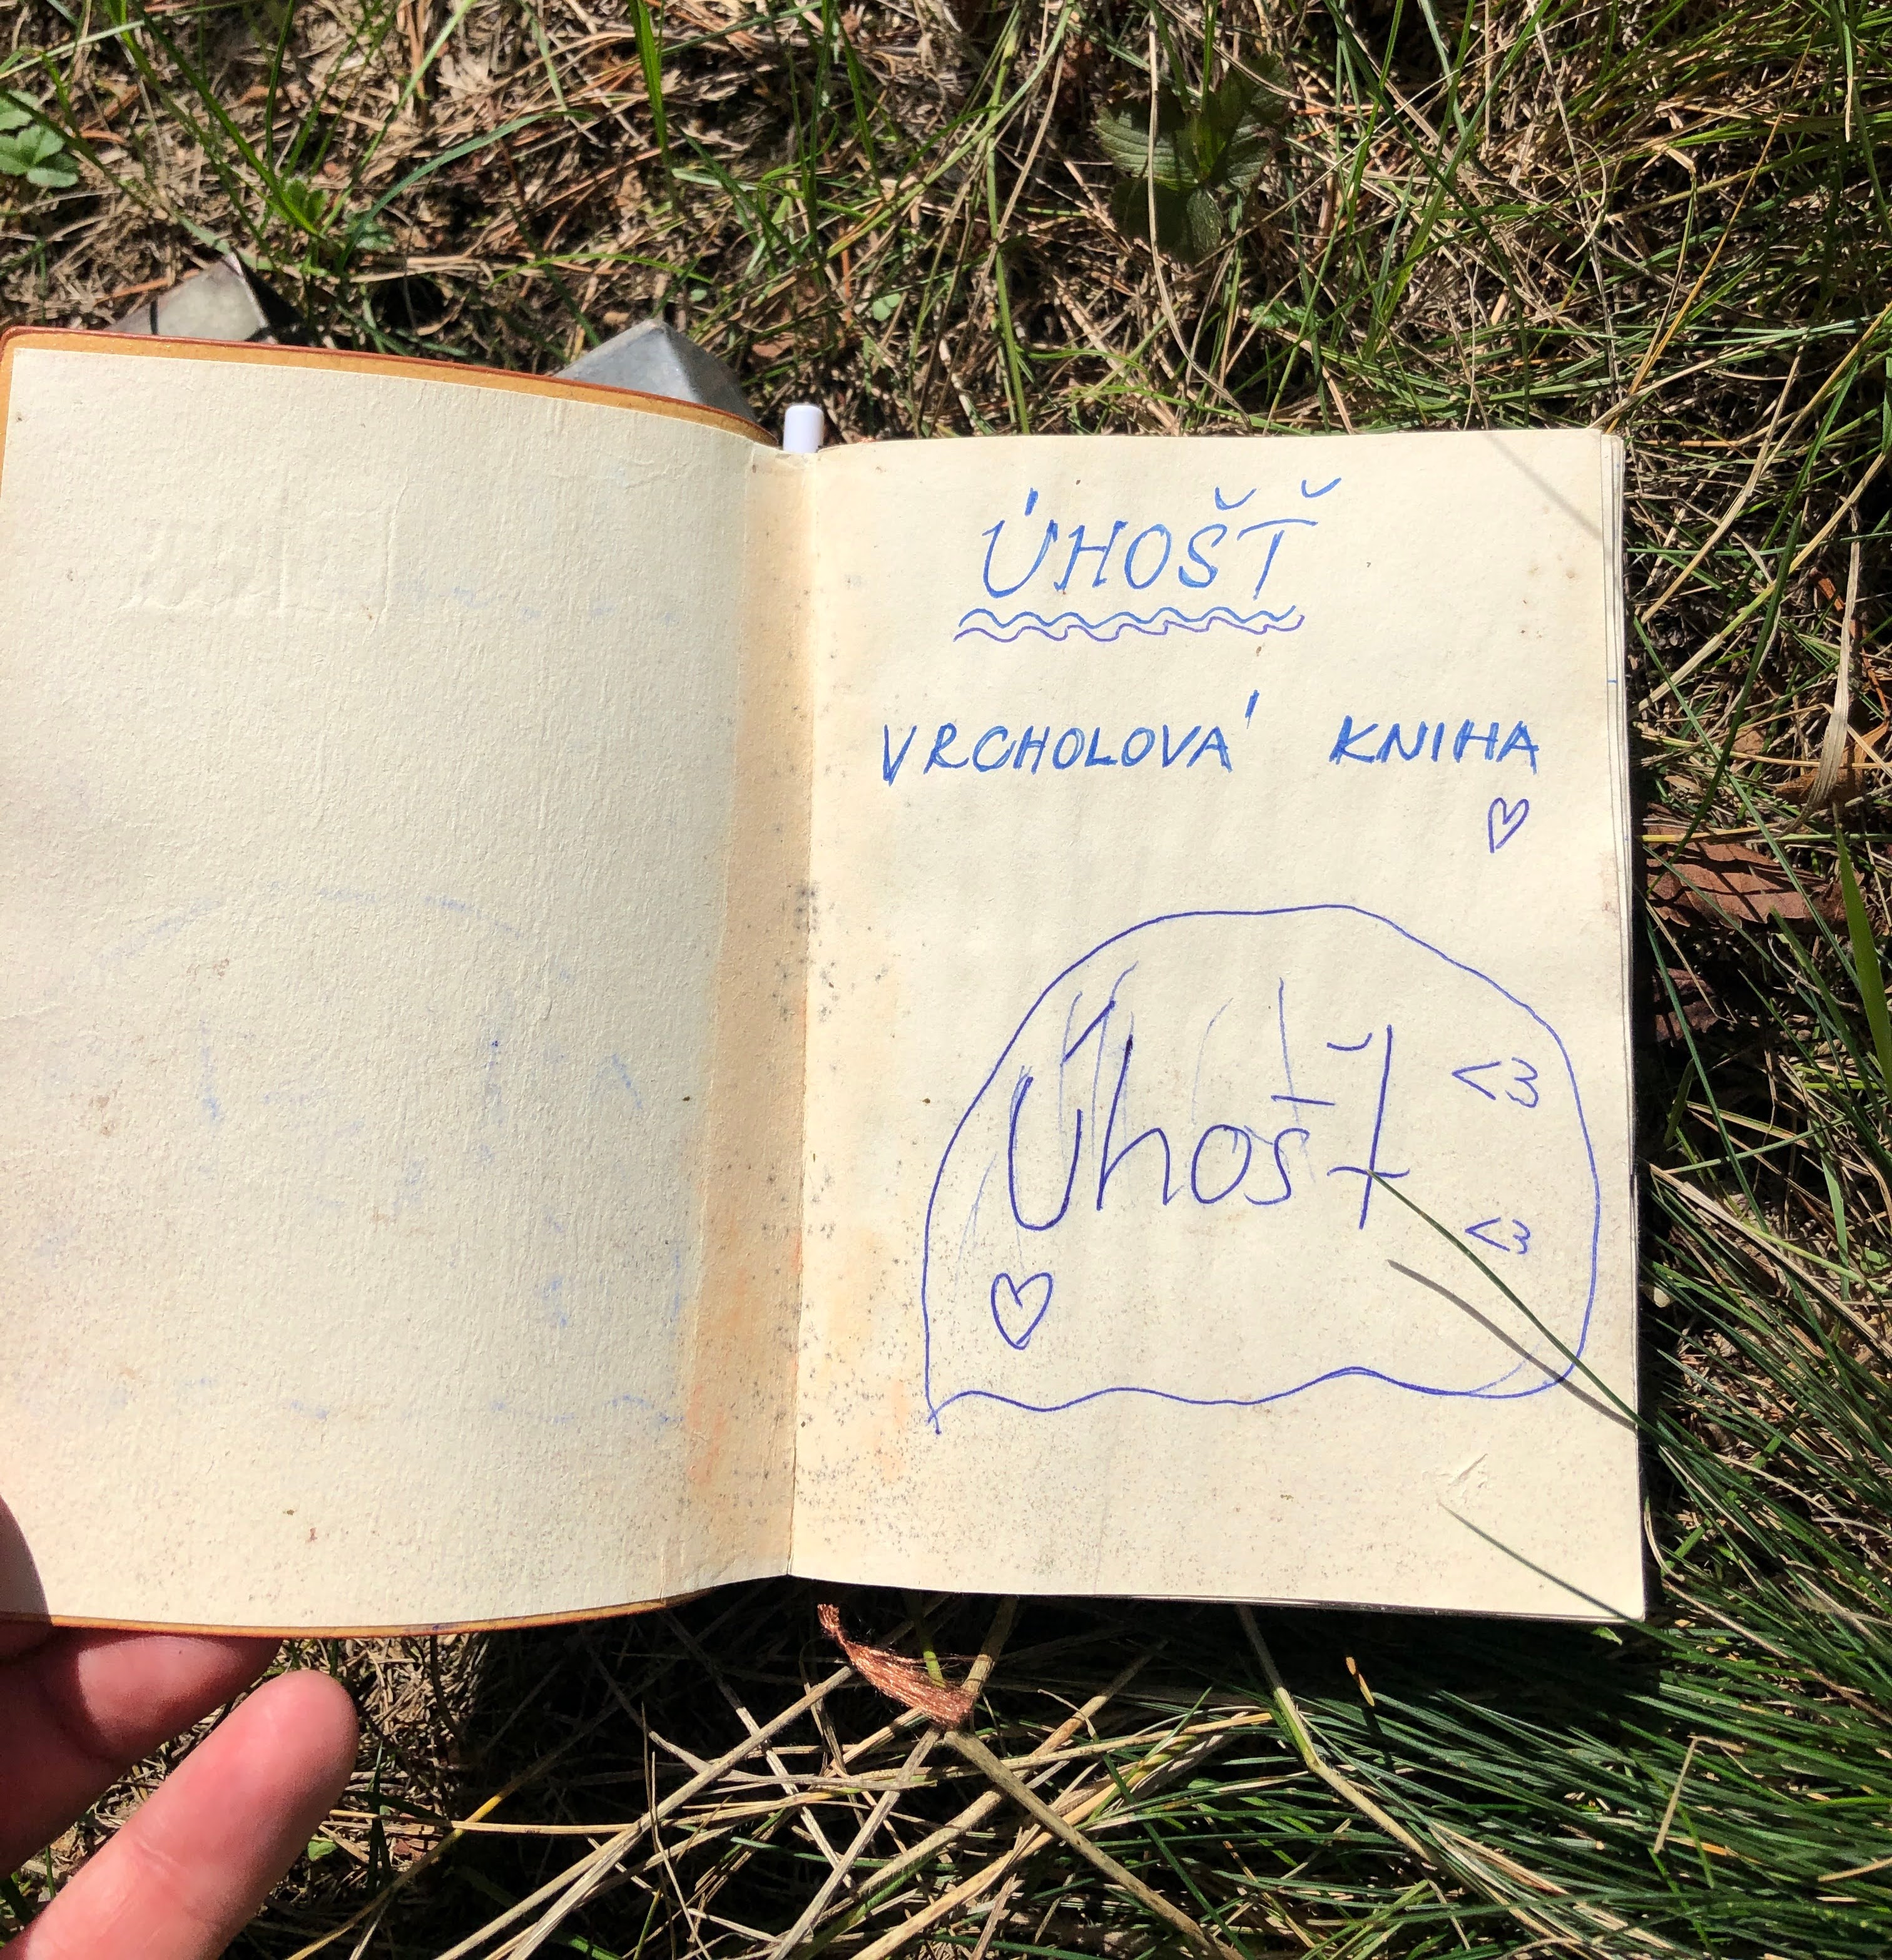 ÚHOŠŤ
VRCHOLOVÁ KNIHA
♡
Úhošť <3
<3
♡